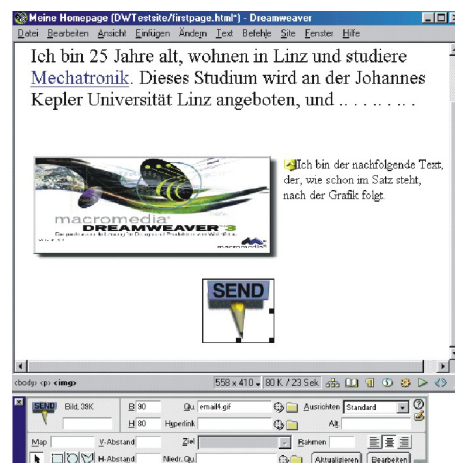 Meine Homepage (DWTestseite/firstpage.html*) - Dreamweaver
Datei Bearbeiten Ansicht Einfügen Ändern Text Befehle Site Fenster Hilfe
Ich bin 25 Jahre alt, wohnen in Linz und studiere
Mechatronik. Dieses Studium wird an der Johannes
Kepler Universität Linz angeboten, und .. . . .. . .. .
Ich bin der nachfolgende Text,
der, wie schon im Satz steht,
nach der Grafik folgt.
macromedia
DREAMWEAVER 3
macromedia
SEND
<body> <p> <img>
558 x 410 80 K / 23 Sek
SEND Bild, 38K B 90 Qu. email4.gif Ausrichten Standard
H 80 Hyperlink Alt
Map V-Abstand Ziel Rahmen
H-Abstand Niedr. Qu. Aktualisieren Bearbeiten